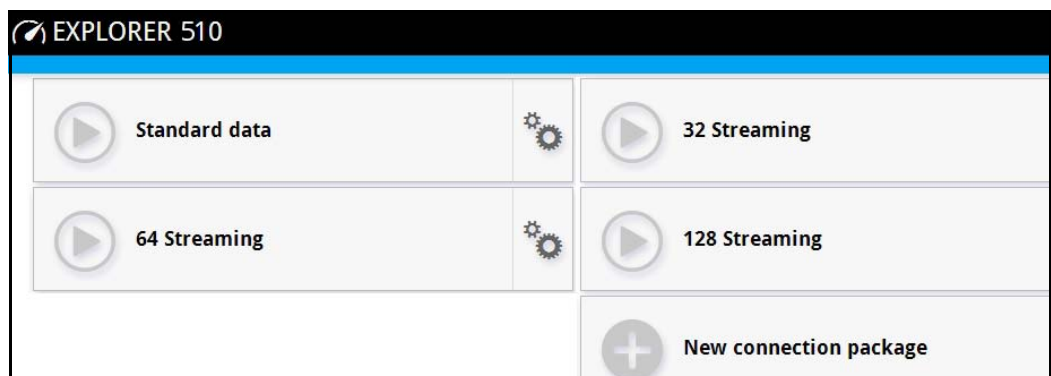 EXPLORER 510
Standard data
32 Streaming
64 Streaming
128 Streaming
New connection package